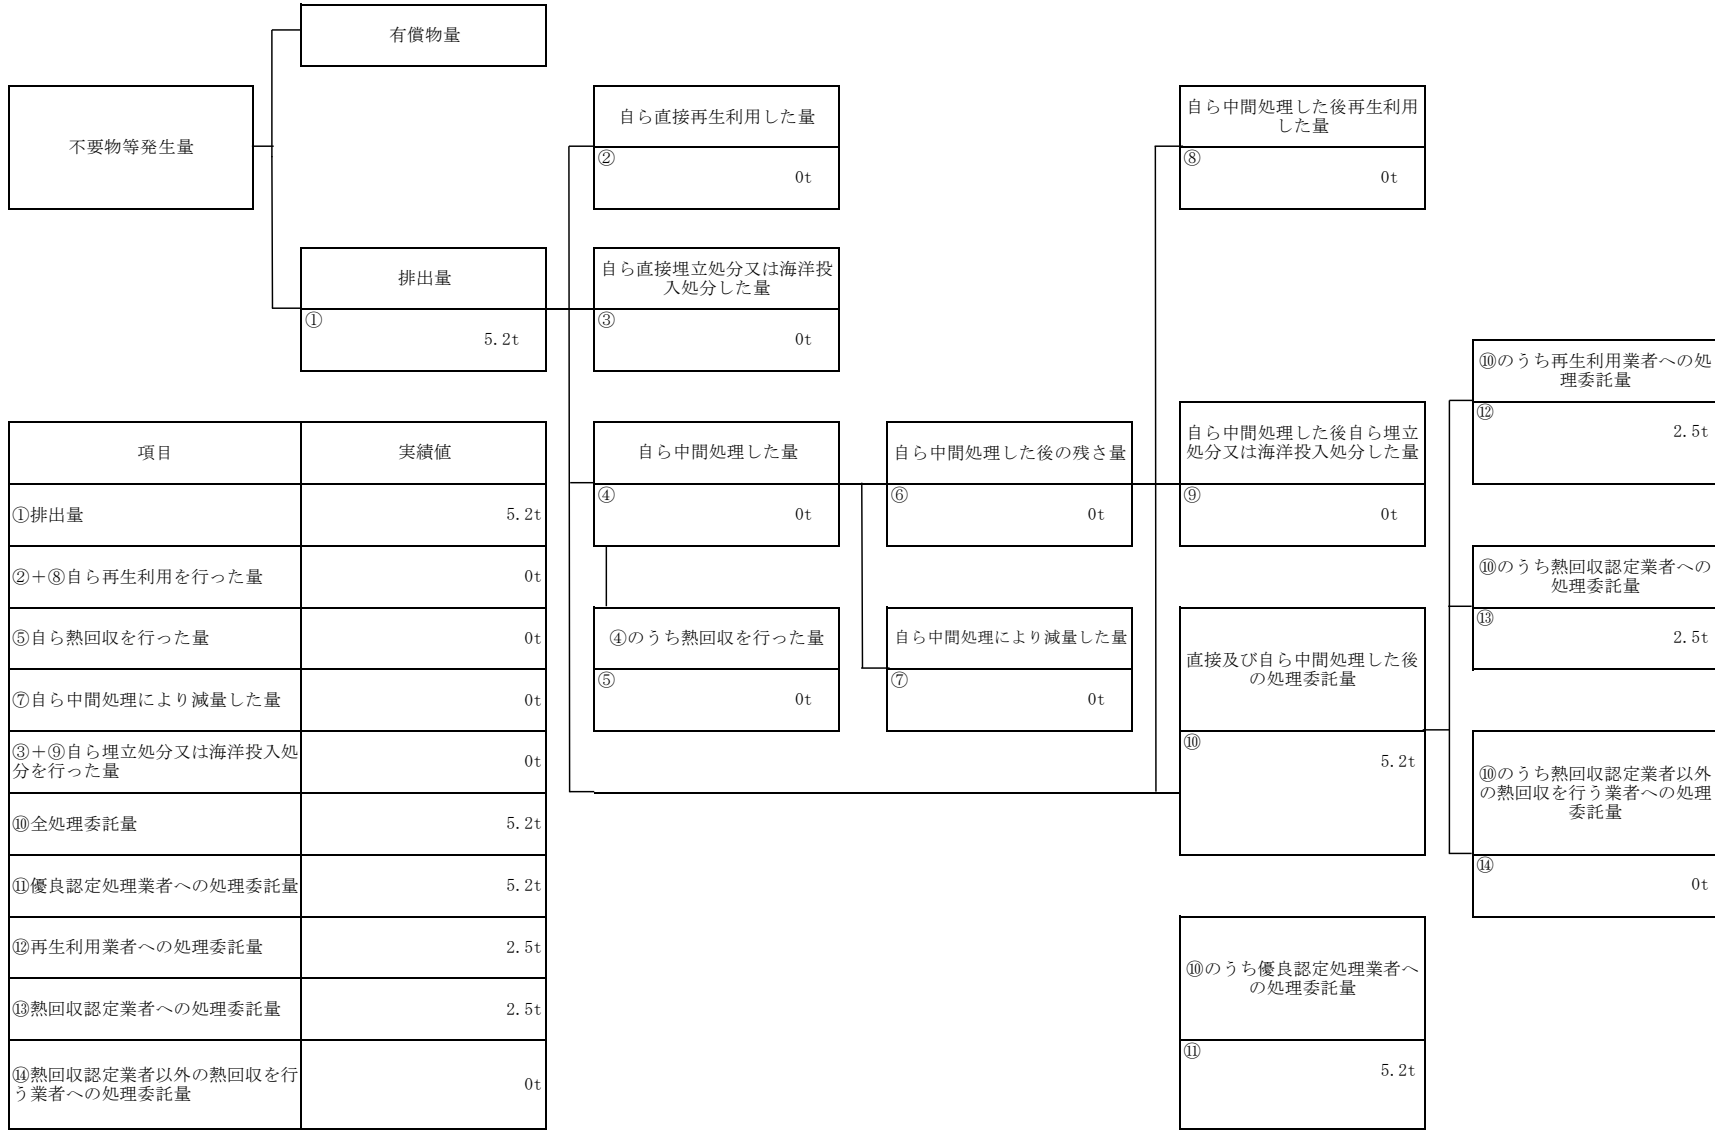 有償物量
不要物等発生量
自ら直接再生利用した量
②
0t
自ら中間処理した後再生利用
した量
⑧
0t
排出量
①
5.2t
自ら直接埋立処分又は海洋投
入処分した量
③
0t
⑩のうち再生利用業者への処
理委託量
⑫
2.5t
項目 実績値
①排出量 5.2t
②＋⑧自ら再生利用を行った量 0t
⑤自ら熱回収を行った量 0t
⑦自ら中間処理により減量した量 0t
③＋⑨自ら埋立処分又は海洋投入処
分を行った量 0t
⑩全処理委託量 5.2t
⑪優良認定処理業者への処理委託量 5.2t
⑫再生利用業者への処理委託量 2.5t
⑬熱回収認定業者への処理委託量 2.5t
⑭熱回収認定業者以外の熱回収を行
う業者への処理委託量 0t
自ら中間処理した量
④
0t
自ら中間処理した後の残さ量
⑥
0t
自ら中間処理した後自ら埋立
処分又は海洋投入処分した量
⑨
0t
④のうち熱回収を行った量
⑤
0t
自ら中間処理により減量した量
⑦
0t
直接及び自ら中間処理した後
の処理委託量
⑩
5.2t
⑩のうち熱回収認定業者への
処理委託量
⑬
2.5t
⑩のうち熱回収認定業者以外
の熱回収を行う業者への処理
委託量
⑭
0t
⑩のうち優良認定処理業者へ
の処理委託量
⑪
5.2t